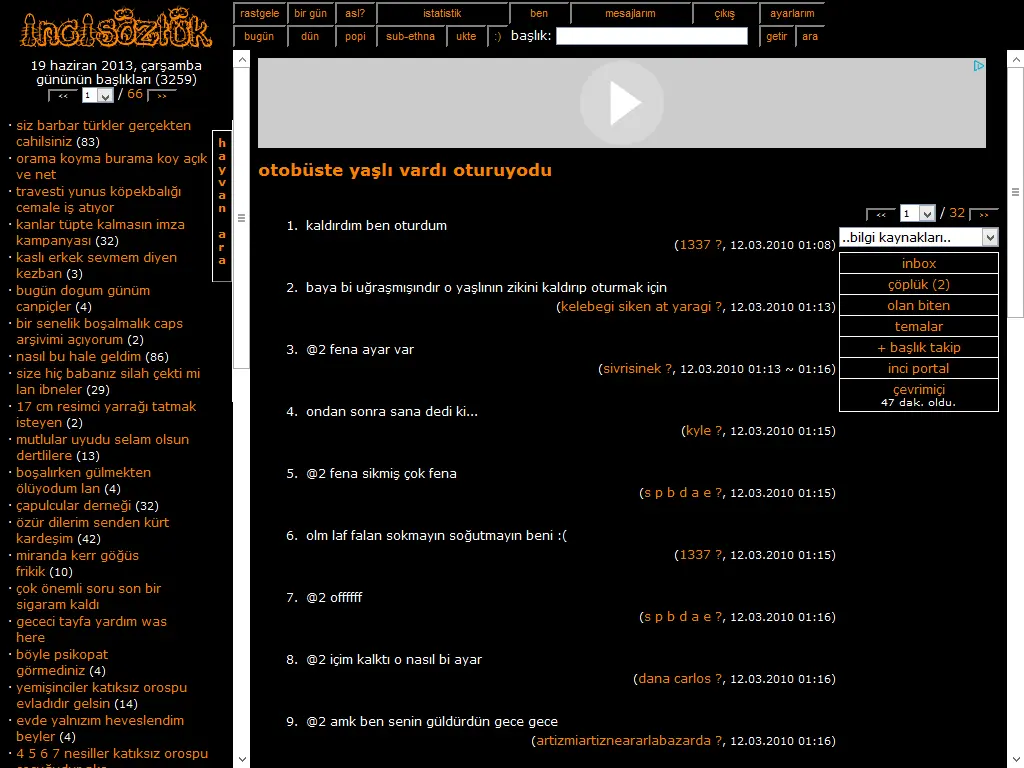 incisözlük
rastgele bir gün asl? istatistik ben mesajlarım çıkış ayarlarım
bugün dün popi sub-ethna ukte :) başlık: getir ara
19 haziran 2013, çarşamba
gününün başlıkları (3259)
<< 1 / 66 >>
· siz barbar türkler gerçekten
cahilsiniz (83)
· orama koyma burama koy açık
ve net
· travesti yunus köpekbalığı
cemale iş atıyor
· kanlar tüpte kalmasın imza
kampanyası (32)
· kaslı erkek sevmem diyen
kezban (3)
· bugün dogum günüm
canpiçler (4)
· bir senelik boşalmalık caps
arşivimi açıyorum (2)
· nasıl bu hale geldim (86)
· size hiç babanız silah çekti mi
lan ibneler (29)
· 17 cm resimci yarrağı tatmak
isteyen (2)
· mutlular uyudu selam olsun
dertlilere (13)
· boşalırken gülmekten
ölüyodum lan (4)
· çapulcular derneği (32)
· özür dilerim senden kürt
kardeşim (42)
· miranda kerr göğüs
frikik (10)
· çok önemli soru son bir
sigaram kaldı
· gececi tayfa yardım was
here
· böyle psikopat
görmediniz (4)
· yemişinciler katıksız orospu
evladıdır gelsin (14)
· evde yalnızım heveslendim
beyler (4)
· 4 5 6 7 nesiller katıksız orospu
hayvan ara
otobüste yaşlı vardı oturuyodu
<< 1 / 32 >>
1. kaldırdım ben oturdum
(1337 ?, 12.03.2010 01:08)
2. baya bi uğraşmışındır o yaşlının zikini kaldırıp oturmak için
(kelebegi siken at yaragi ?, 12.03.2010 01:13)
3. @2 fena ayar var
(sivrisinek ?, 12.03.2010 01:13 ~ 01:16)
4. ondan sonra sana dedi ki...
(kyle ?, 12.03.2010 01:15)
5. @2 fena sikmiş çok fena
(s p b d a e ?, 12.03.2010 01:15)
6. olm laf falan sokmayın soğutmayın beni :(
(1337 ?, 12.03.2010 01:15)
7. @2 offffff
(s p b d a e ?, 12.03.2010 01:16)
8. @2 içim kalktı o nasıl bi ayar
(dana carlos ?, 12.03.2010 01:16)
9. @2 amk ben senin güldürdün gece gece
(artizmiartizneararlabazarda ?, 12.03.2010 01:16)
..bilgi kaynakları..
inbox
çöplük (2)
olan biten
temalar
+ başlık takip
inci portal
çevrimiçi
47 dak. oldu.